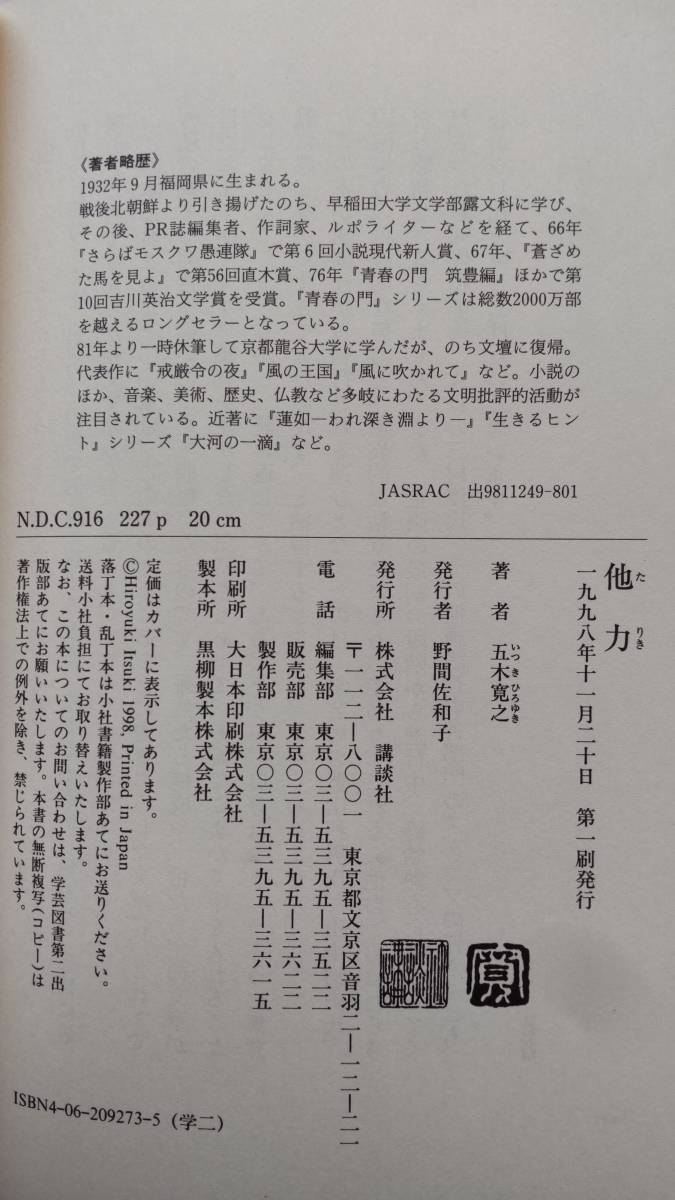 《著者略歴》
1932年9月福岡県に生まれる。
戦後北朝鮮より引き揚げたのち、早稲田大学文学部露文科に学び、
その後、PR誌編集者、作詞家、ルポライターなどを経て、66年
『さらばモスクワ愚連隊』で第6回小説現代新人賞、67年、『蒼ざめ
た馬を見よ』で第56回直木賞、76年『青春の門 筑豊編』ほかで第
10回吉川英治文学賞を受賞。『青春の門』シリーズは総数2000万部
を越えるロングセラーとなっている。
81年より一時休筆して京都龍谷大学に学んだが、のち文壇に復帰。
代表作に『戒厳令の夜』『風の王国』『風に吹かれて』など。小説の
ほか、音楽、美術、歴史、仏教など多岐にわたる文明批評的活動が
注目されている。近著に『蓮如―われ深き淵より―』『生きるヒン
ト』シリーズ『大河の一滴』など。
JASRAC 出9811249-801
N.D.C.916 227p 20cm
他力
たりき
一九九八年十一月二十日 第一刷発行
著者 五木寛之
いつきひろゆき
発行者 野間佐和子
発行所 株式会社 講談社
〒一一二―八〇〇一 東京都文京区音羽二―一二―二一
電話 編集部 東京〇三―五三九五―三五二二
販売部 東京〇三―五三九五―三六二二
製作部 東京〇三―五三九五―三六一五
印刷所 大日本印刷株式会社
製本所 黒柳製本株式会社
定価はカバーに表示してあります。
©Hiroyuki Itsuki 1998, Printed in Japan
落丁本・乱丁本は小社書籍製作部あてにお送りください。
送料小社負担にてお取り替えいたします。
なお、この本についてのお問い合わせは、学芸図書第二出
版部あてにお願いいたします。本書の無断複写(コピー)は
著作権法上での例外を除き、禁じられています。
ISBN4-06-209273-5 (学二)